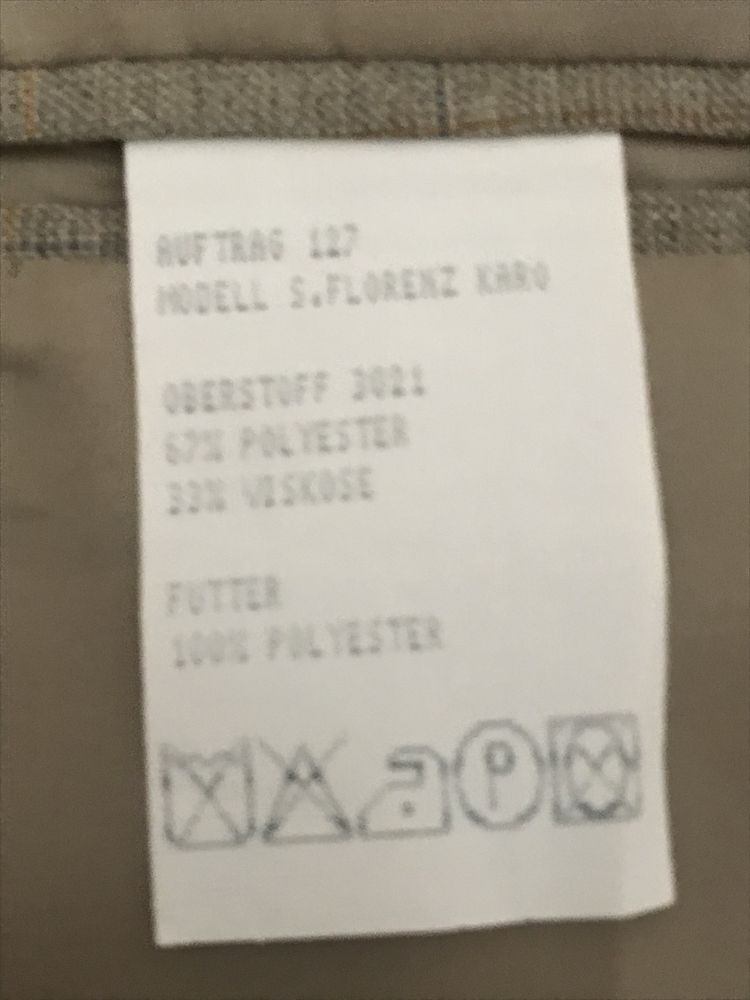 AUFTRAG 127
MODELL S.FLORENZ KARO
OBERSTOFF 3021
67% POLYESTER
33% VISKOSE
FUTTER
100% POLYESTER
P